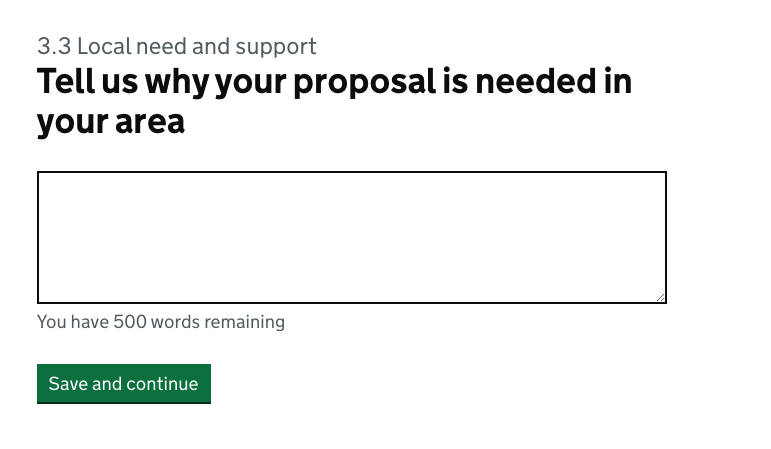 3.3 Local need and support
Tell us why your proposal is needed in
your area
You have 500 words remaining
Save and continue